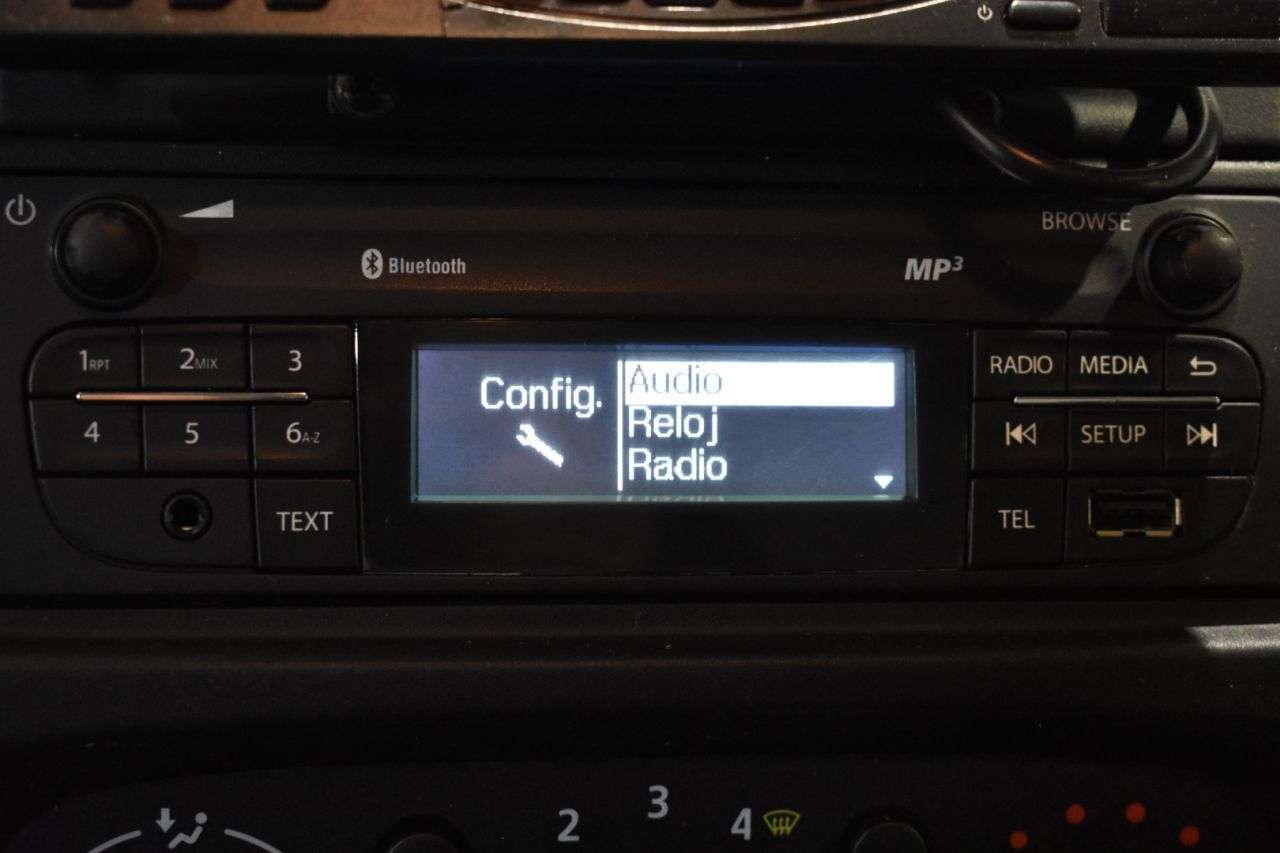 BROWSE
Bluetooth
MP3
1RPT 2MIX 3
4 5 6A-Z
TEXT
Config.
Audio
Reloj
Radio
RADIO MEDIA
SETUP
TEL
2 3 4